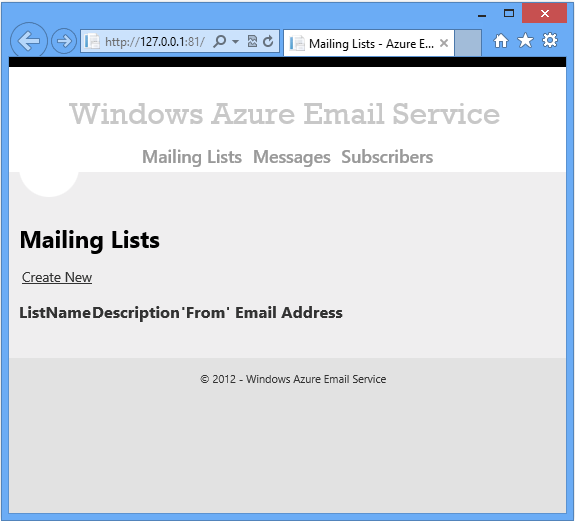 http://127.0.0.1:81/
Mailing Lists - Azure E...
Windows Azure Email Service
Mailing Lists Messages Subscribers
Mailing Lists
Create New
ListName Description 'From' Email Address
© 2012 - Windows Azure Email Service